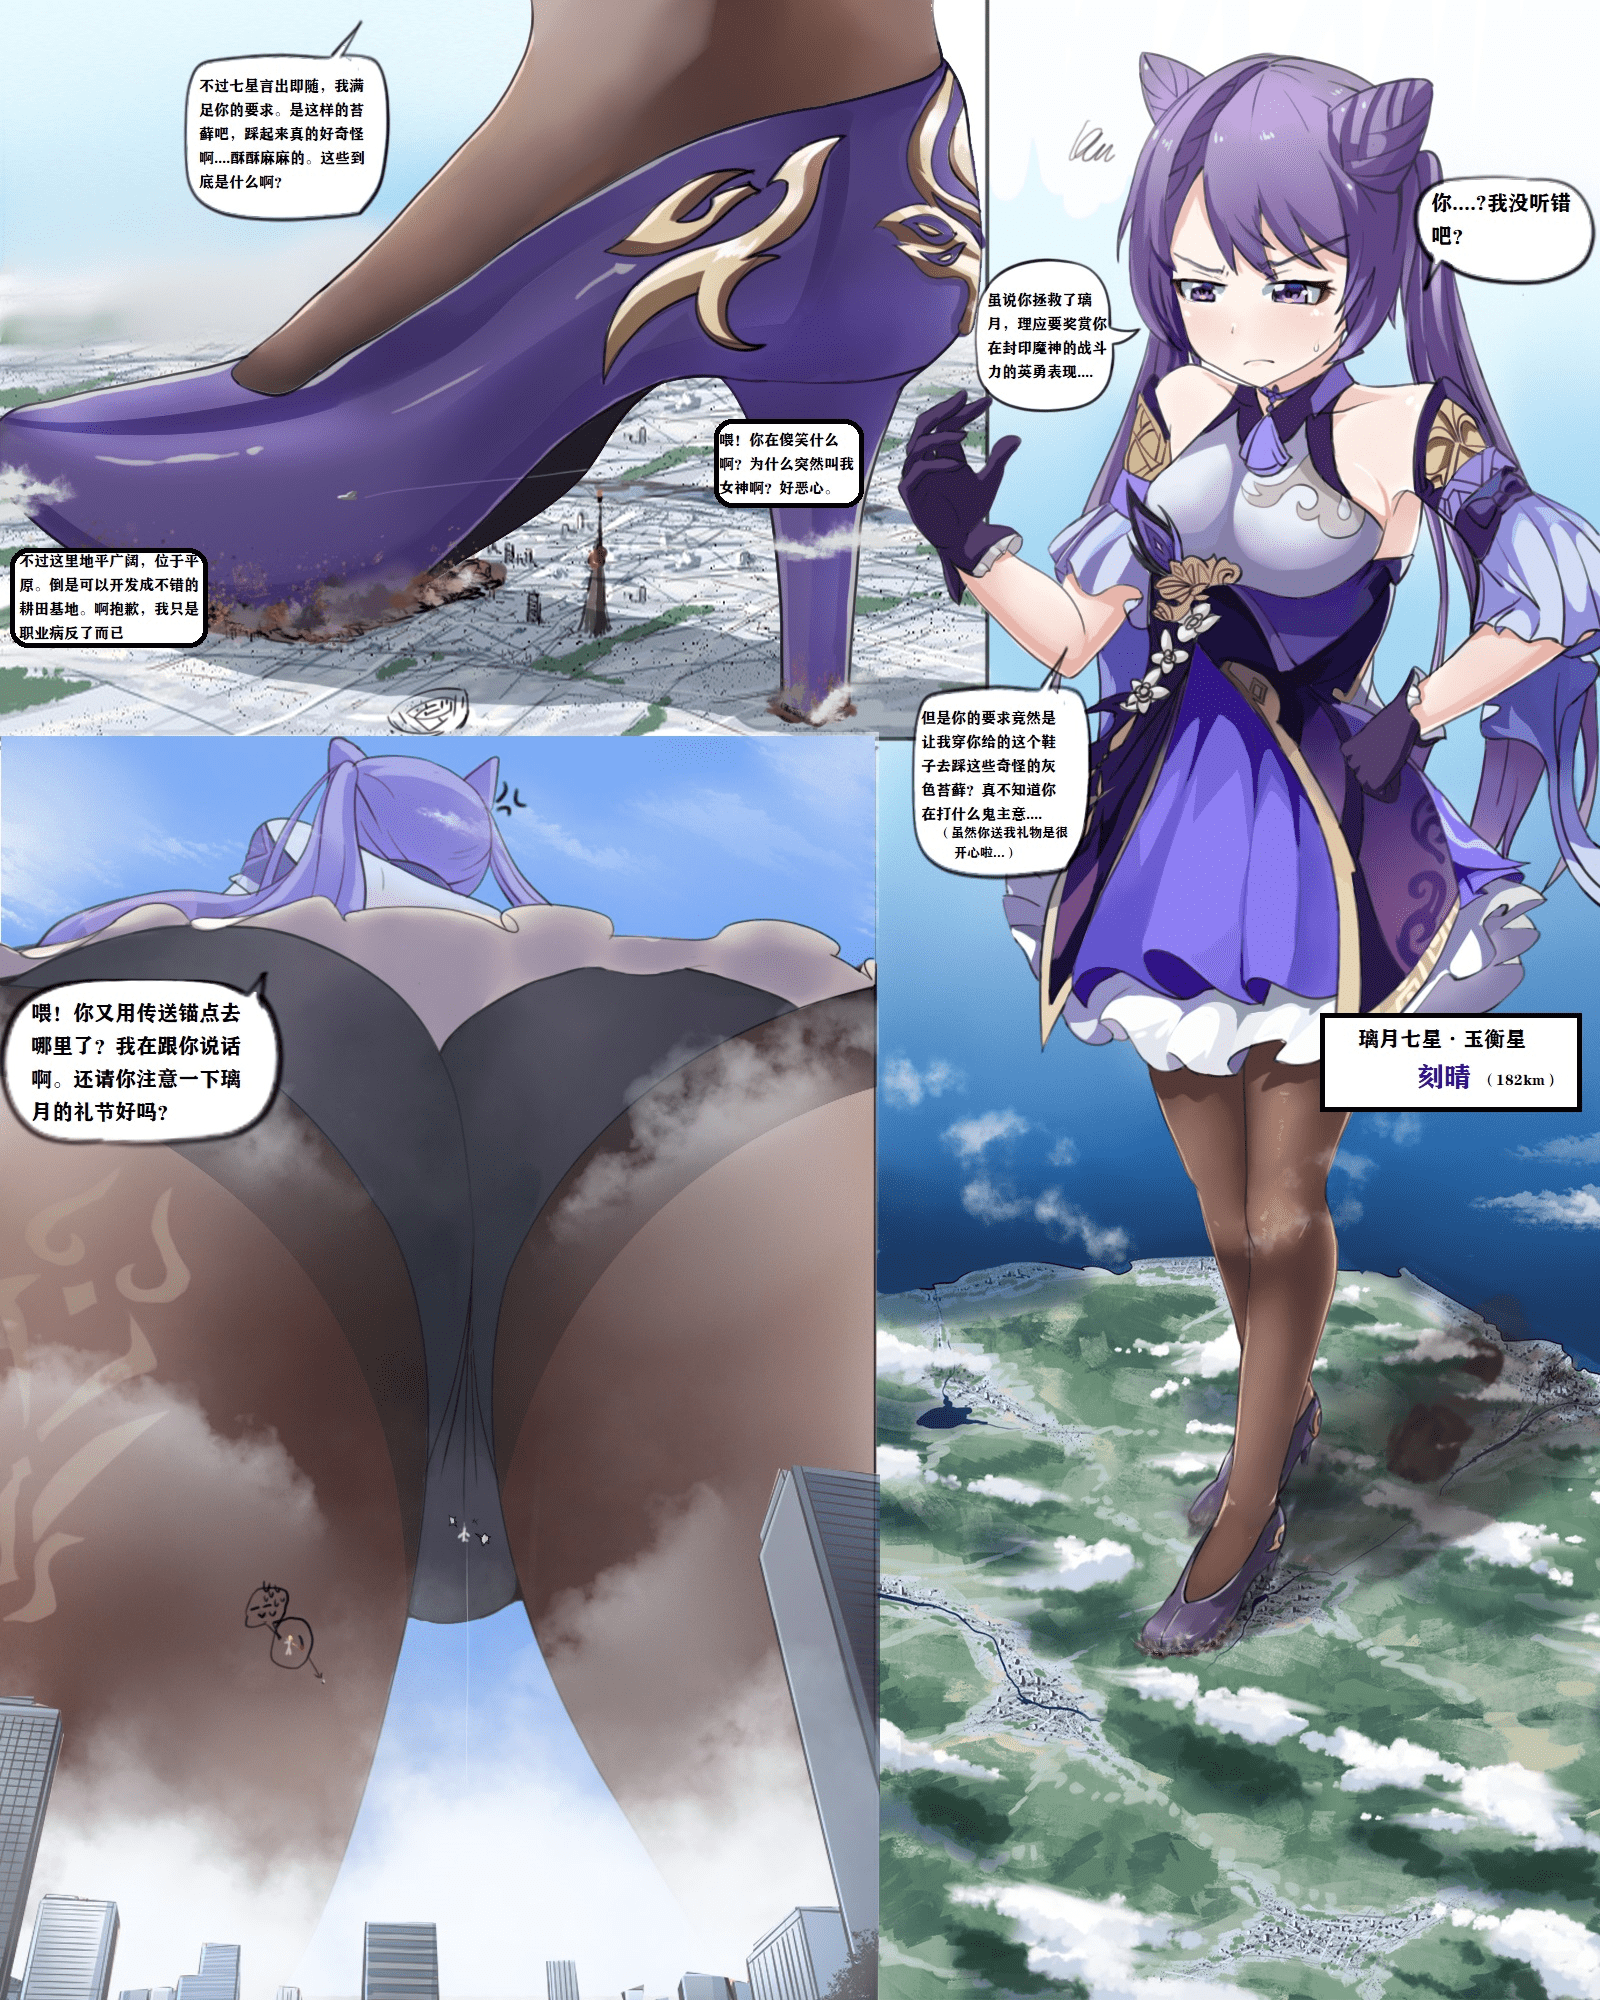 你....?我没听错
吧?
虽说你拯救了璃
月，理应要奖赏你
在封印魔神的战斗
力的英勇表现....
但是你的要求竟然是
让我穿你给的这个鞋
子去踩这些奇怪的灰
色苔藓？真不知道你
在打什么鬼主意....
（虽然你送我礼物是很
开心啦...）
璃月七星·玉衡星
刻晴 （182km）
不过七星言出即随，我满
足你的要求。是这样的苔
藓吧，踩起来真的好奇怪
啊....酥酥麻麻的。这些到
底是什么啊?
喂！你在傻笑什么
啊？为什么突然叫我
女神啊？好恶心。
不过这里地平广阔，位于平
原。倒是可以开发成不错的
耕田基地。啊抱歉，我只是
职业病反了而已
喂！你又用传送锚点去
哪里了？我在跟你说话
啊。还请你注意一下璃
月的礼节好吗?